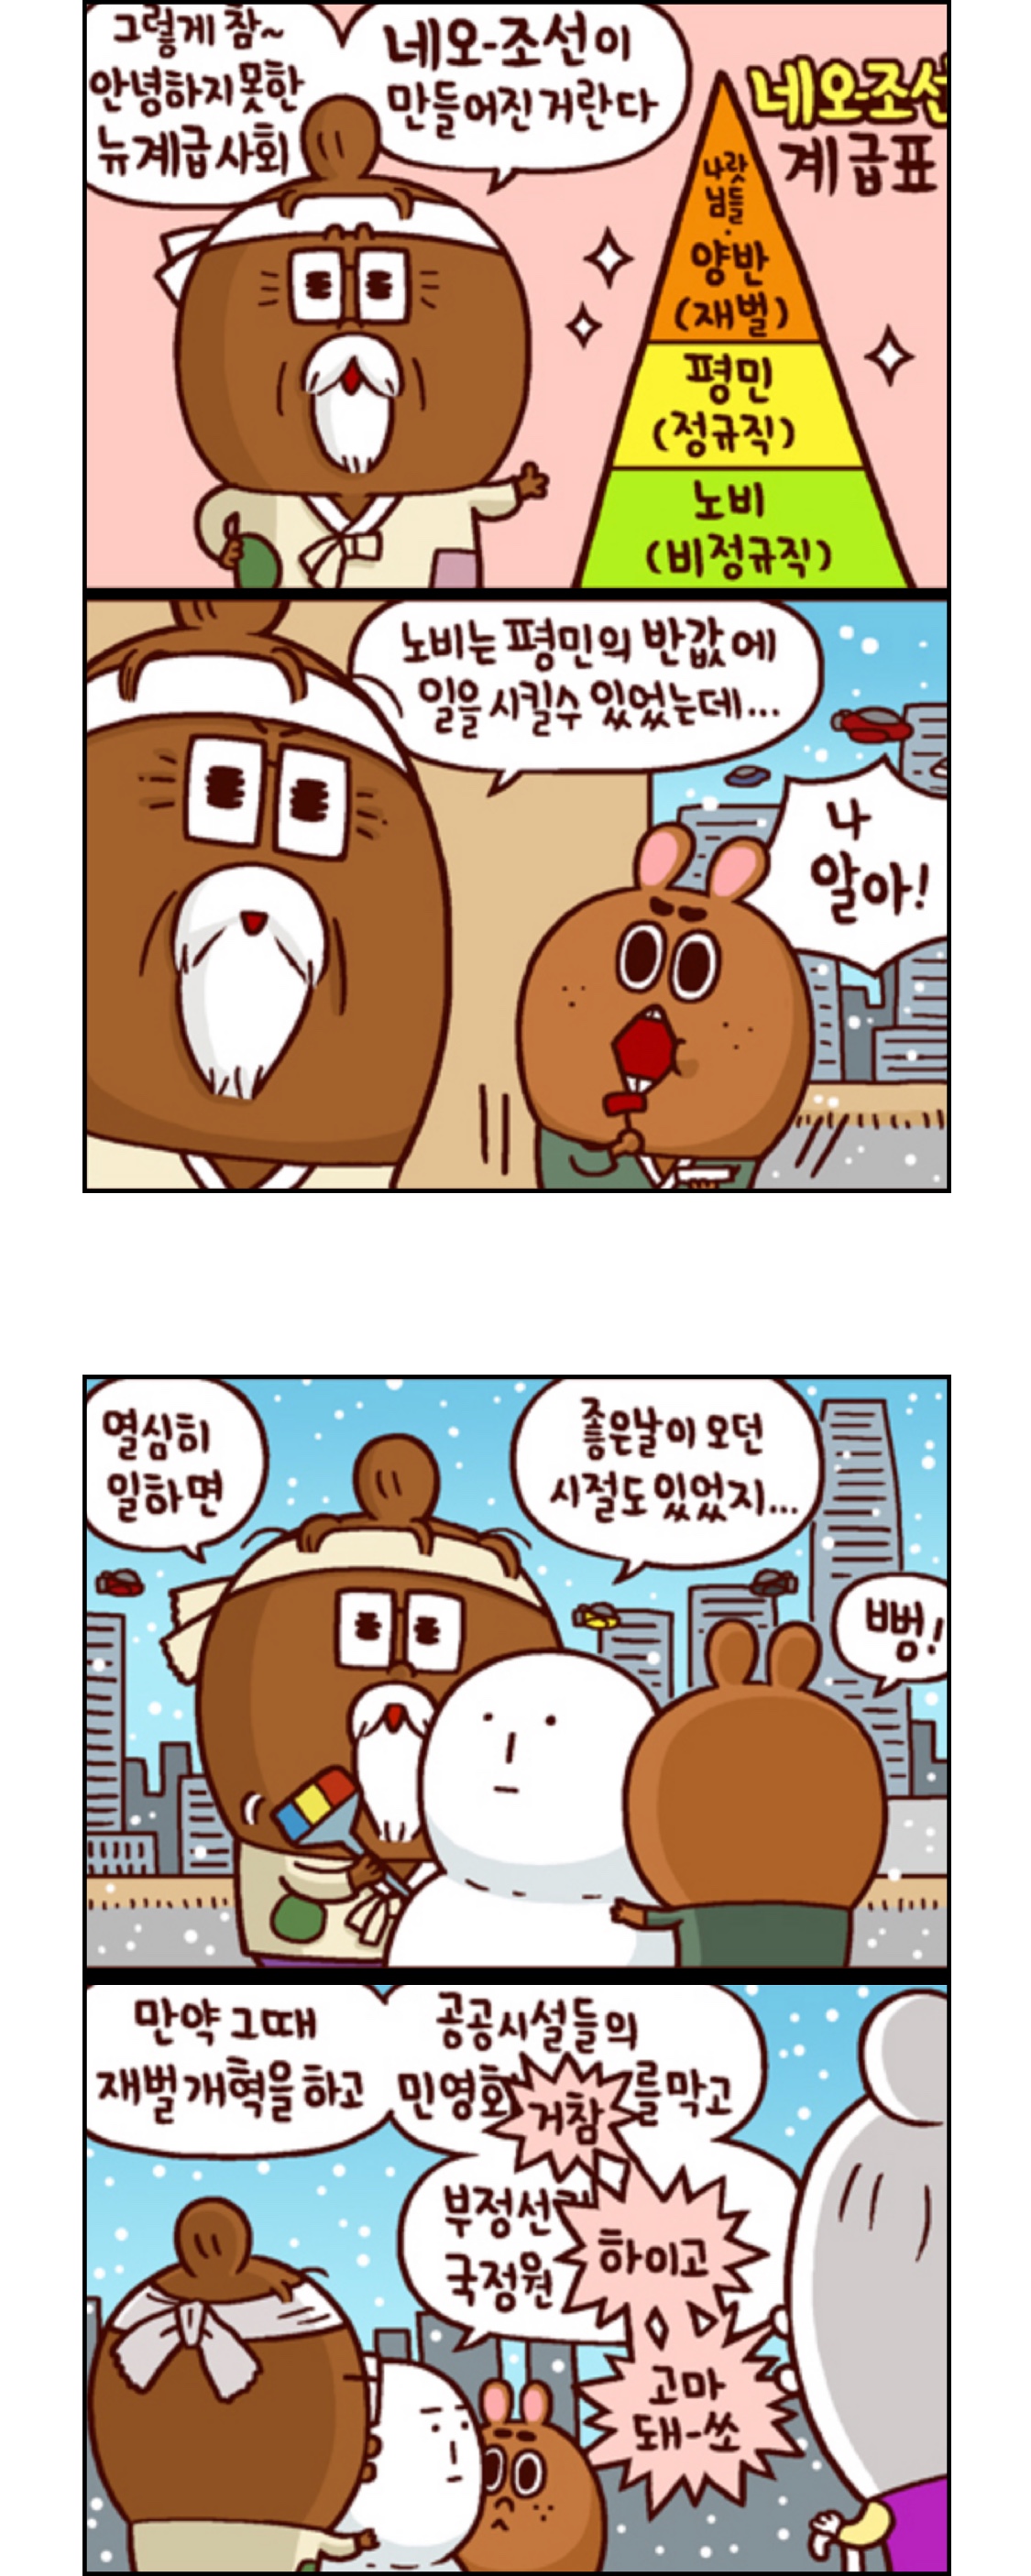 그렇게 참~
안녕하지 못한
뉴 계급 사회
네오-조선이
만들어진 거란다
네오-조선
계급표
나랏
님들
·
양반
(재벌)
평민
(정규직)
노비
(비정규직)
노비는 평민의 반값에
일을 시킬수 있었는데...
나
알아!
열심히
일하면
좋은날이 오던
시절도 있었지...
뻥!
만약 그때
재벌개혁을 하고
공공시설들의
민영화
를 막고
거참
부정선
국정원
하이고
고마
돼-쏘